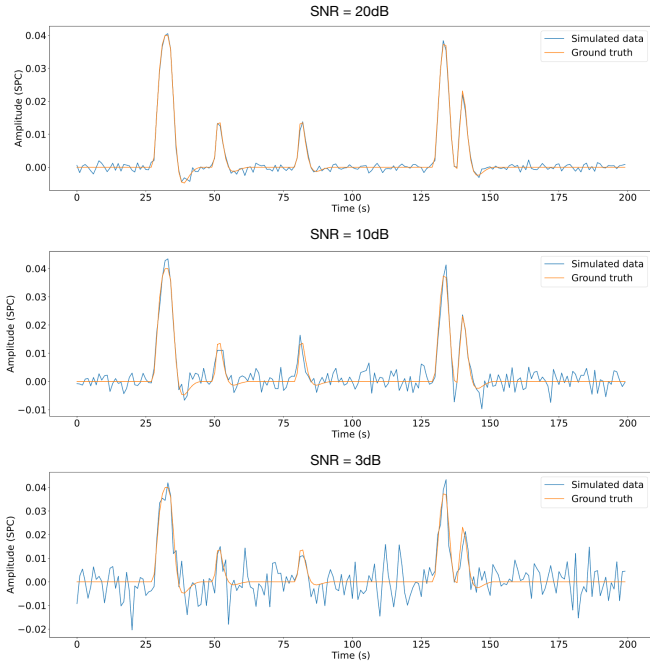 SNR = 20dB
Amplitude (SPC)
0.04
0.03
0.02
0.01
0.00
Simulated data
Ground truth
0 25 50 75 100 125 150 175 200
Time (s)
SNR = 10dB
Amplitude (SPC)
0.04
0.03
0.02
0.01
0.00
−0.01
Simulated data
Ground truth
0 25 50 75 100 125 150 175 200
Time (s)
SNR = 3dB
Amplitude (SPC)
0.04
0.03
0.02
0.01
0.00
−0.01
−0.02
Simulated data
Ground truth
0 25 50 75 100 125 150 175 200
Time (s)